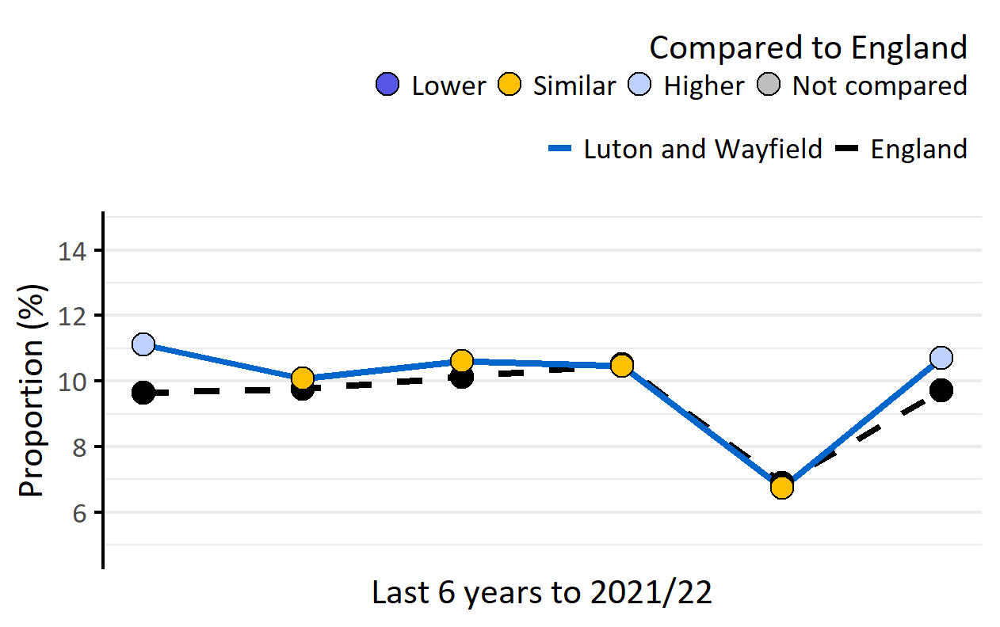 Compared to England
Lower Similar Higher Not compared
Luton and Wayfield England
Proportion (%)
14
12
10
8
6
Last 6 years to 2021/22